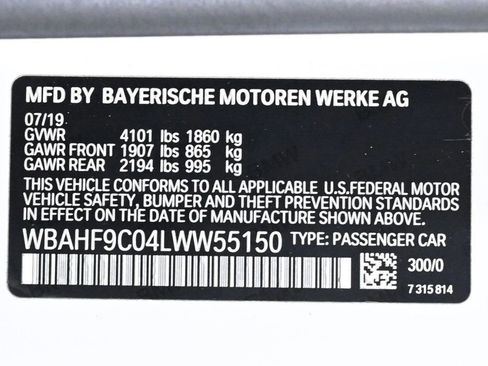 MFD BY BAYERISCHE MOTOREN WERKE AG
07/19
GVWR 4101 lbs 1860 kg
GAWR FRONT 1907 lbs 865 kg
GAWR REAR 2194 lbs 995 kg
THIS VEHICLE CONFORMS TO ALL APPLICABLE U.S.FEDERAL MOTOR
VEHICLE SAFETY, BUMPER AND THEFT PREVENTION STANDARDS
IN EFFECT ON THE DATE OF MANUFACTURE SHOWN ABOVE.
WBAHF9C04LWW55150 TYPE: PASSENGER CAR
300/0
7 315 814